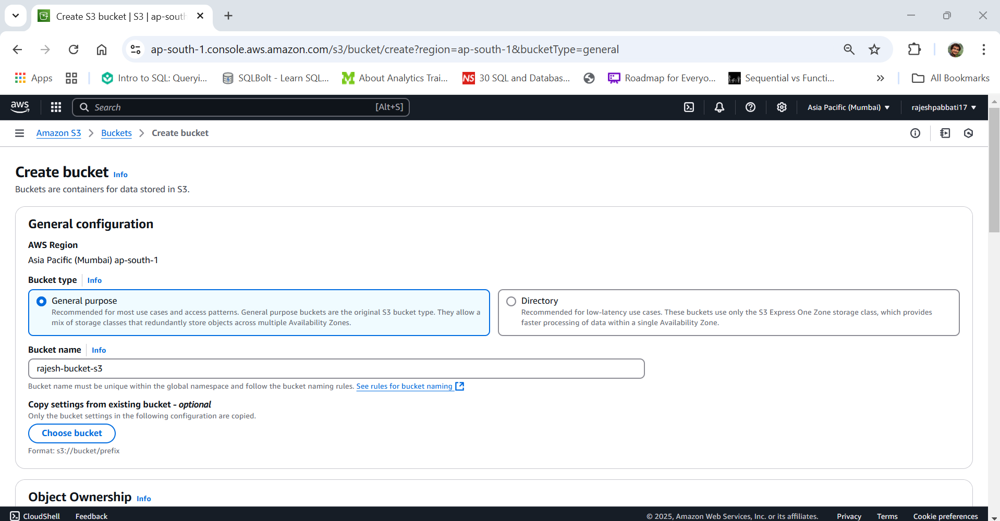 Create S3 bucket | S3 | ap-south
ap-south-1.console.aws.amazon.com/s3/bucket/create?region=ap-south-1&bucketType=general
Apps
Intro to SQL: Queryi...
SQLBolt - Learn SQL...
About Analytics Trai...
NS 30 SQL and Databas...
Roadmap for Everyo...
Sequential vs Functi...
All Bookmarks
aws
Search [Alt+S]
Asia Pacific (Mumbai)
rajeshpabbati17
Amazon S3 > Buckets > Create bucket
Create bucket Info
Buckets are containers for data stored in S3.
General configuration
AWS Region
Asia Pacific (Mumbai) ap-south-1
Bucket type Info
General purpose
Recommended for most use cases and access patterns. General purpose buckets are the original S3 bucket type. They allow a
mix of storage classes that redundantly store objects across multiple Availability Zones.
Directory
Recommended for low-latency use cases. These buckets use only the S3 Express One Zone storage class, which provides
faster processing of data within a single Availability Zone.
Bucket name Info
rajesh-bucket-s3
Bucket name must be unique within the global namespace and follow the bucket naming rules. See rules for bucket naming
Copy settings from existing bucket - optional
Only the bucket settings in the following configuration are copied.
Choose bucket
Format: s3://bucket/prefix
Object Ownership Info
CloudShell Feedback
© 2025, Amazon Web Services, Inc. or its affiliates. Privacy Terms Cookie preferences